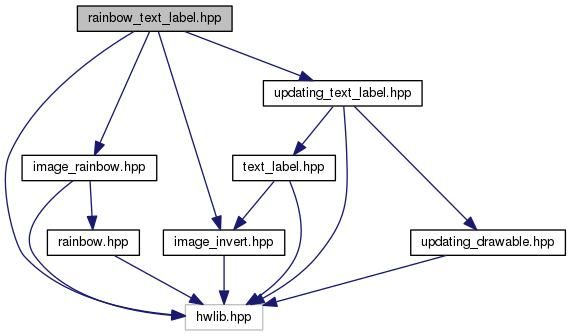 rainbow_text_label.hpp
updating_text_label.hpp
image_rainbow.hpp
text_label.hpp
rainbow.hpp
image_invert.hpp
updating_drawable.hpp
hwlib.hpp